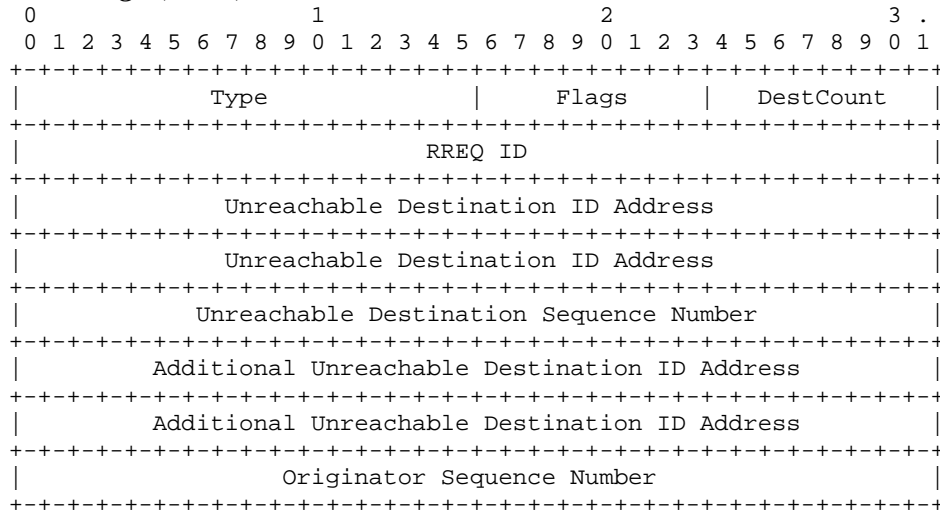 0                   1                   2                   3 .
0 1 2 3 4 5 6 7 8 9 0 1 2 3 4 5 6 7 8 9 0 1 2 3 4 5 6 7 8 9 0 1
+-+-+-+-+-+-+-+-+-+-+-+-+-+-+-+-+-+-+-+-+-+-+-+-+-+-+-+-+-+-+-+-+
| Type | Flags | DestCount |
+-+-+-+-+-+-+-+-+-+-+-+-+-+-+-+-+-+-+-+-+-+-+-+-+-+-+-+-+-+-+-+-+
| RREQ ID |
+-+-+-+-+-+-+-+-+-+-+-+-+-+-+-+-+-+-+-+-+-+-+-+-+-+-+-+-+-+-+-+-+
| Unreachable Destination ID Address |
+-+-+-+-+-+-+-+-+-+-+-+-+-+-+-+-+-+-+-+-+-+-+-+-+-+-+-+-+-+-+-+-+
| Unreachable Destination ID Address |
+-+-+-+-+-+-+-+-+-+-+-+-+-+-+-+-+-+-+-+-+-+-+-+-+-+-+-+-+-+-+-+-+
| Unreachable Destination Sequence Number |
+-+-+-+-+-+-+-+-+-+-+-+-+-+-+-+-+-+-+-+-+-+-+-+-+-+-+-+-+-+-+-+-+
| Additional Unreachable Destination ID Address |
+-+-+-+-+-+-+-+-+-+-+-+-+-+-+-+-+-+-+-+-+-+-+-+-+-+-+-+-+-+-+-+-+
| Additional Unreachable Destination ID Address |
+-+-+-+-+-+-+-+-+-+-+-+-+-+-+-+-+-+-+-+-+-+-+-+-+-+-+-+-+-+-+-+-+
| Originator Sequence Number |
+-+-+-+-+-+-+-+-+-+-+-+-+-+-+-+-+-+-+-+-+-+-+-+-+-+-+-+-+-+-+-+-+